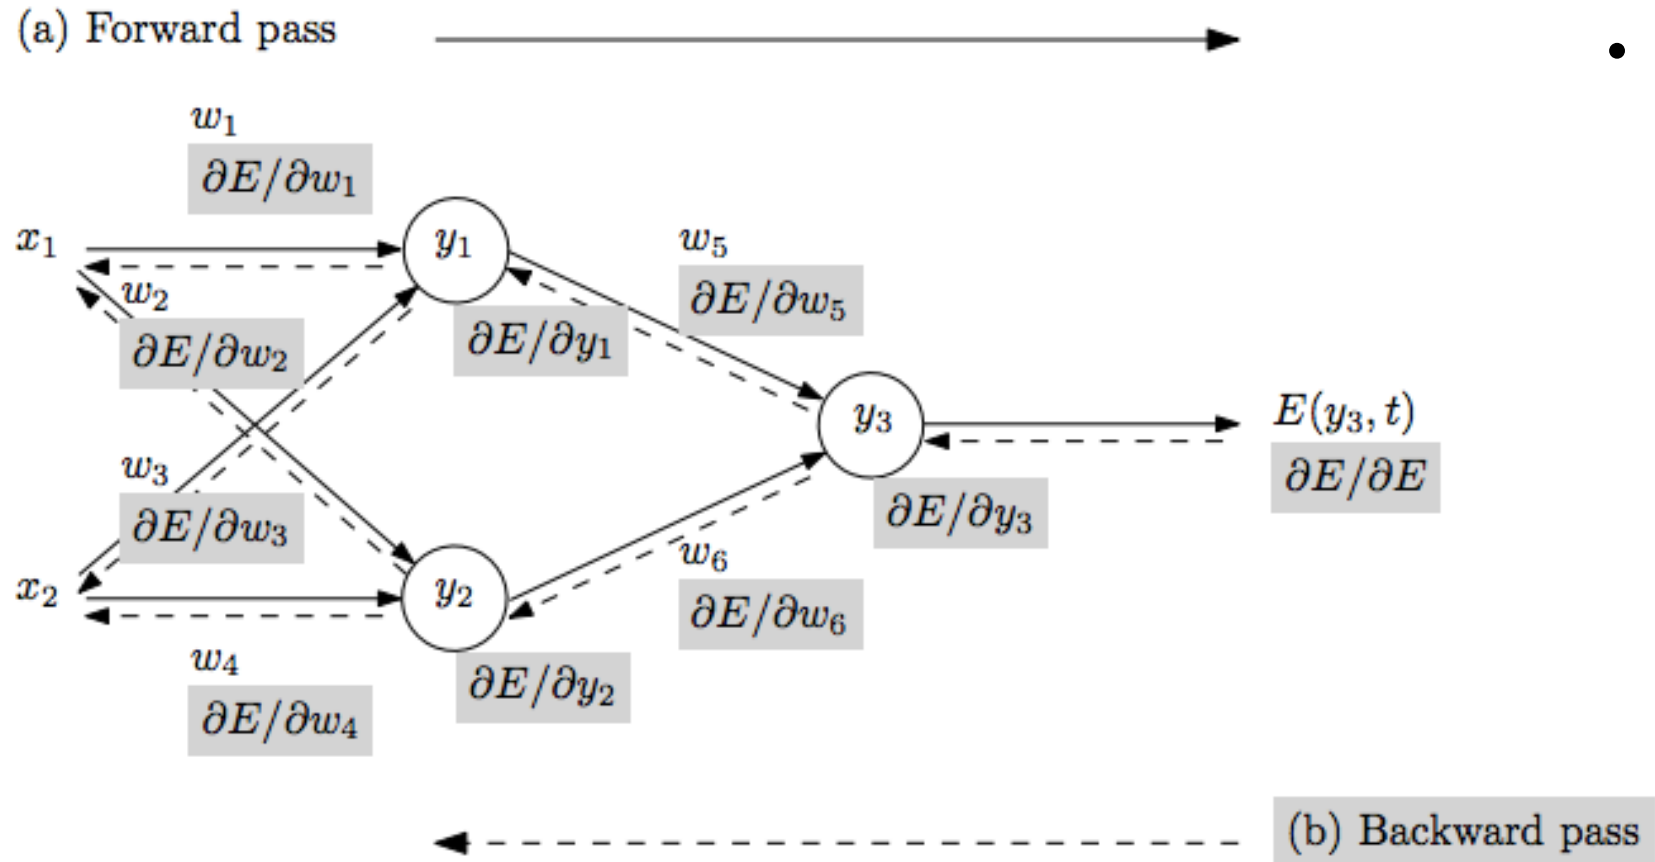 (a) Forward pass
w₁
∂E/∂w₁
x₁
y₁
w₅
∂E/∂w₅
w₂
∂E/∂w₂
∂E/∂y₁
y₃
E(y₃, t)
∂E/∂E
w₃
∂E/∂w₃
∂E/∂y₃
x₂
y₂
w₆
∂E/∂w₆
w₄
∂E/∂w₄
∂E/∂y₂
(b) Backward pass